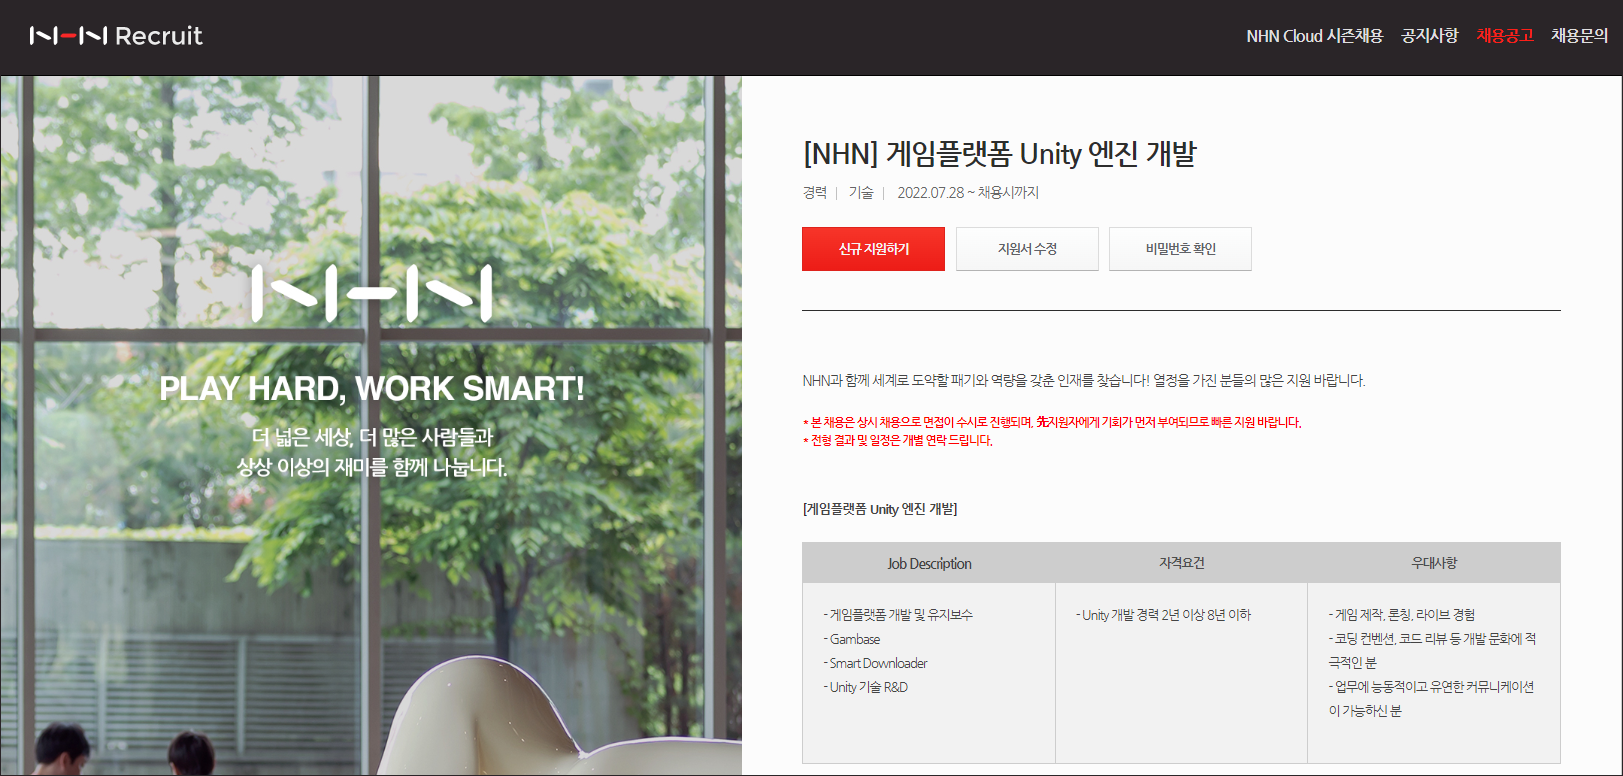 NHN Recruit
NHN Cloud 시즌채용 공지사항 채용공고 채용문의
NHN
PLAY HARD, WORK SMART!
더 넓은 세상, 더 많은 사람들과
상상 이상의 재미를 함께 나눕니다.
[NHN] 게임플랫폼 Unity 엔진 개발
경력 | 기술 | 2022.07.28 ~ 채용시까지
신규 지원하기 지원서 수정 비밀번호 확인
NHN과 함께 세계로 도약할 패기와 역량을 갖춘 인재를 찾습니다! 열정을 가진 분들의 많은 지원 바랍니다.
* 본 채용은 상시 채용으로 면접이 수시로 진행되며, 先지원자에게 기회가 먼저 부여되므로 빠른 지원 바랍니다.
* 전형 결과 및 일정은 개별 연락 드립니다.
[게임플랫폼 Unity 엔진 개발]
Job Description 자격요건 우대사항
- 게임플랫폼 개발 및 유지보수
- Gambase
- Smart Downloader
- Unity 기술 R&D
- Unity 개발 경력 2년 이상 8년 이하
- 게임 제작, 론칭, 라이브 경험
- 코딩 컨벤션, 코드 리뷰 등 개발 문화에 적
극적인 분
- 업무에 능동적이고 유연한 커뮤니케이션
이 가능하신 분